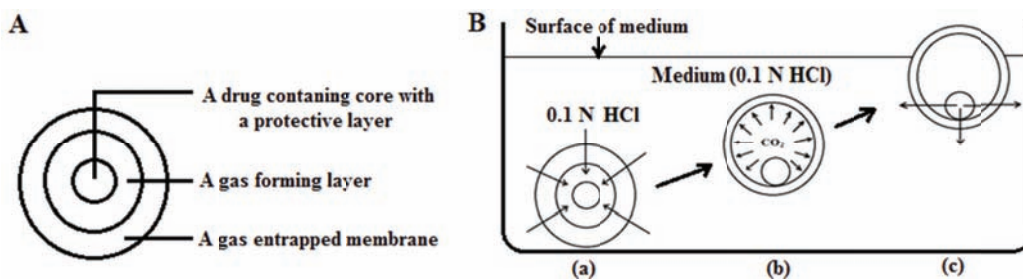 A
A drug contaning core with
a protective layer
A gas forming layer
A gas entrapped membrane
B
Surface of medium
Medium (0.1 N HCl)
0.1 N HCl
CO₂
(a)
(b)
(c)